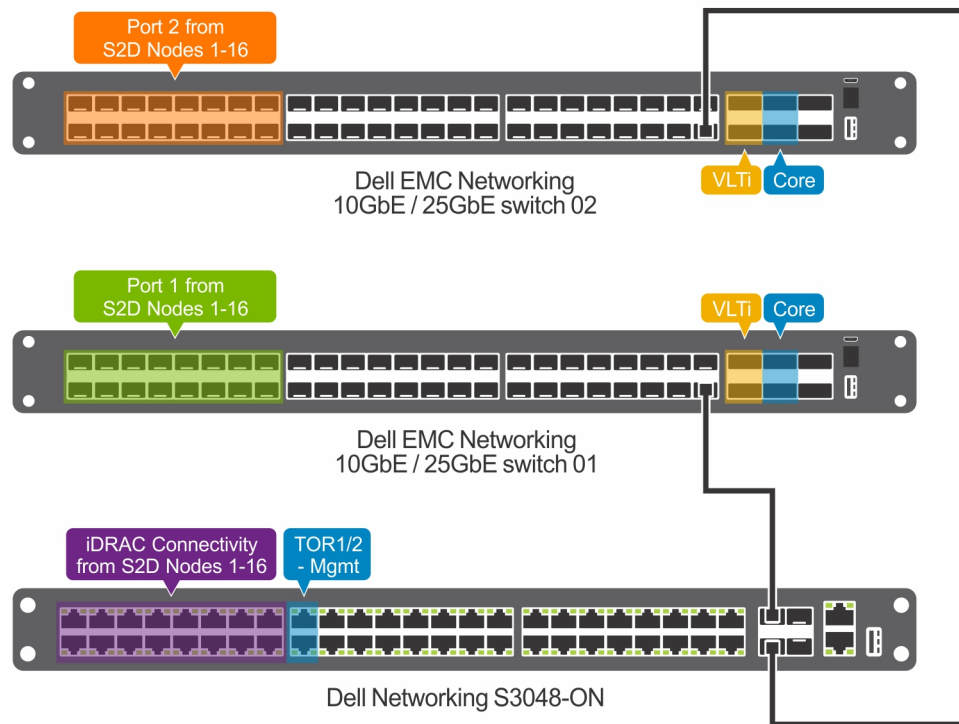 Port 2 from
S2D Nodes 1-16
VLTi
Core
Dell EMC Networking
10GbE / 25GbE switch 02
Port 1 from
S2D Nodes 1-16
VLTi
Core
Dell EMC Networking
10GbE / 25GbE switch 01
iDRAC Connectivity
from S2D Nodes 1-16
TOR1/2
- Mgmt
Dell Networking S3048-ON